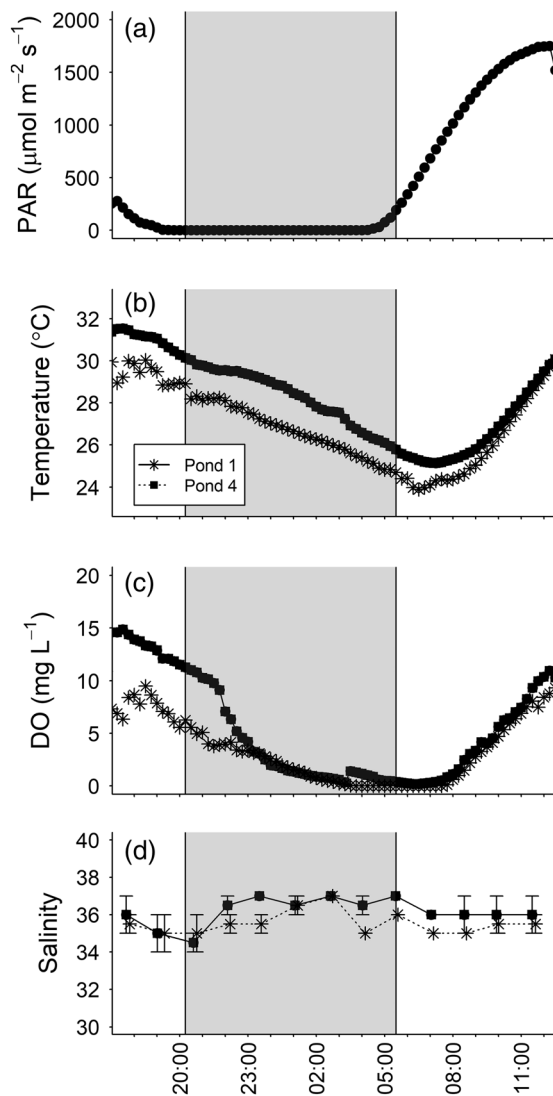 (a)
PAR (μmol m−2 s−1)
2000
1500
1000
500
0
(b)
Temperature (°C)
32
30
28
26
24
Pond 1
Pond 4
(c)
DO (mg L−1)
20
15
10
5
0
(d)
Salinity
40
38
36
34
32
30
20:00
23:00
02:00
05:00
08:00
11:00